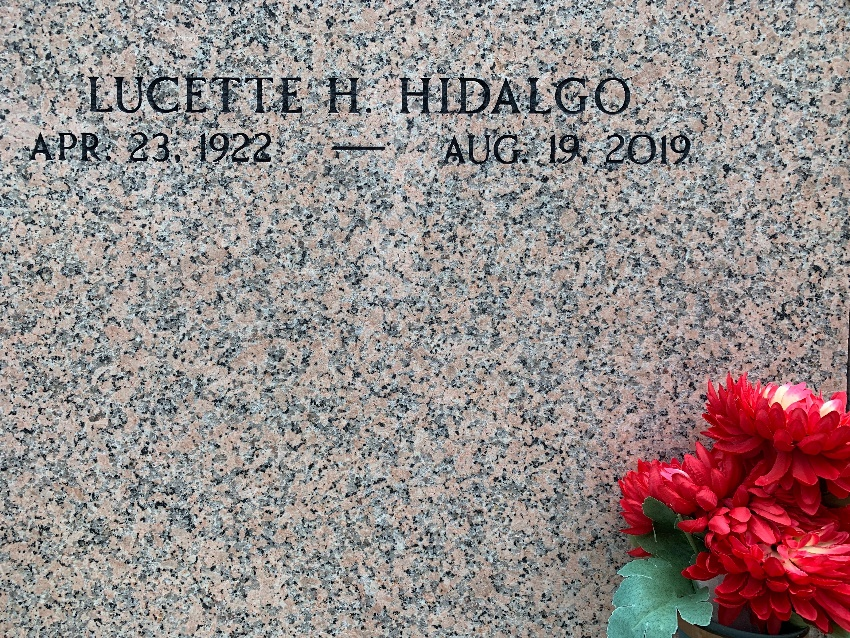 LUCETTE H. HIDALGO
APR. 23, 1922 — AUG. 19, 2019